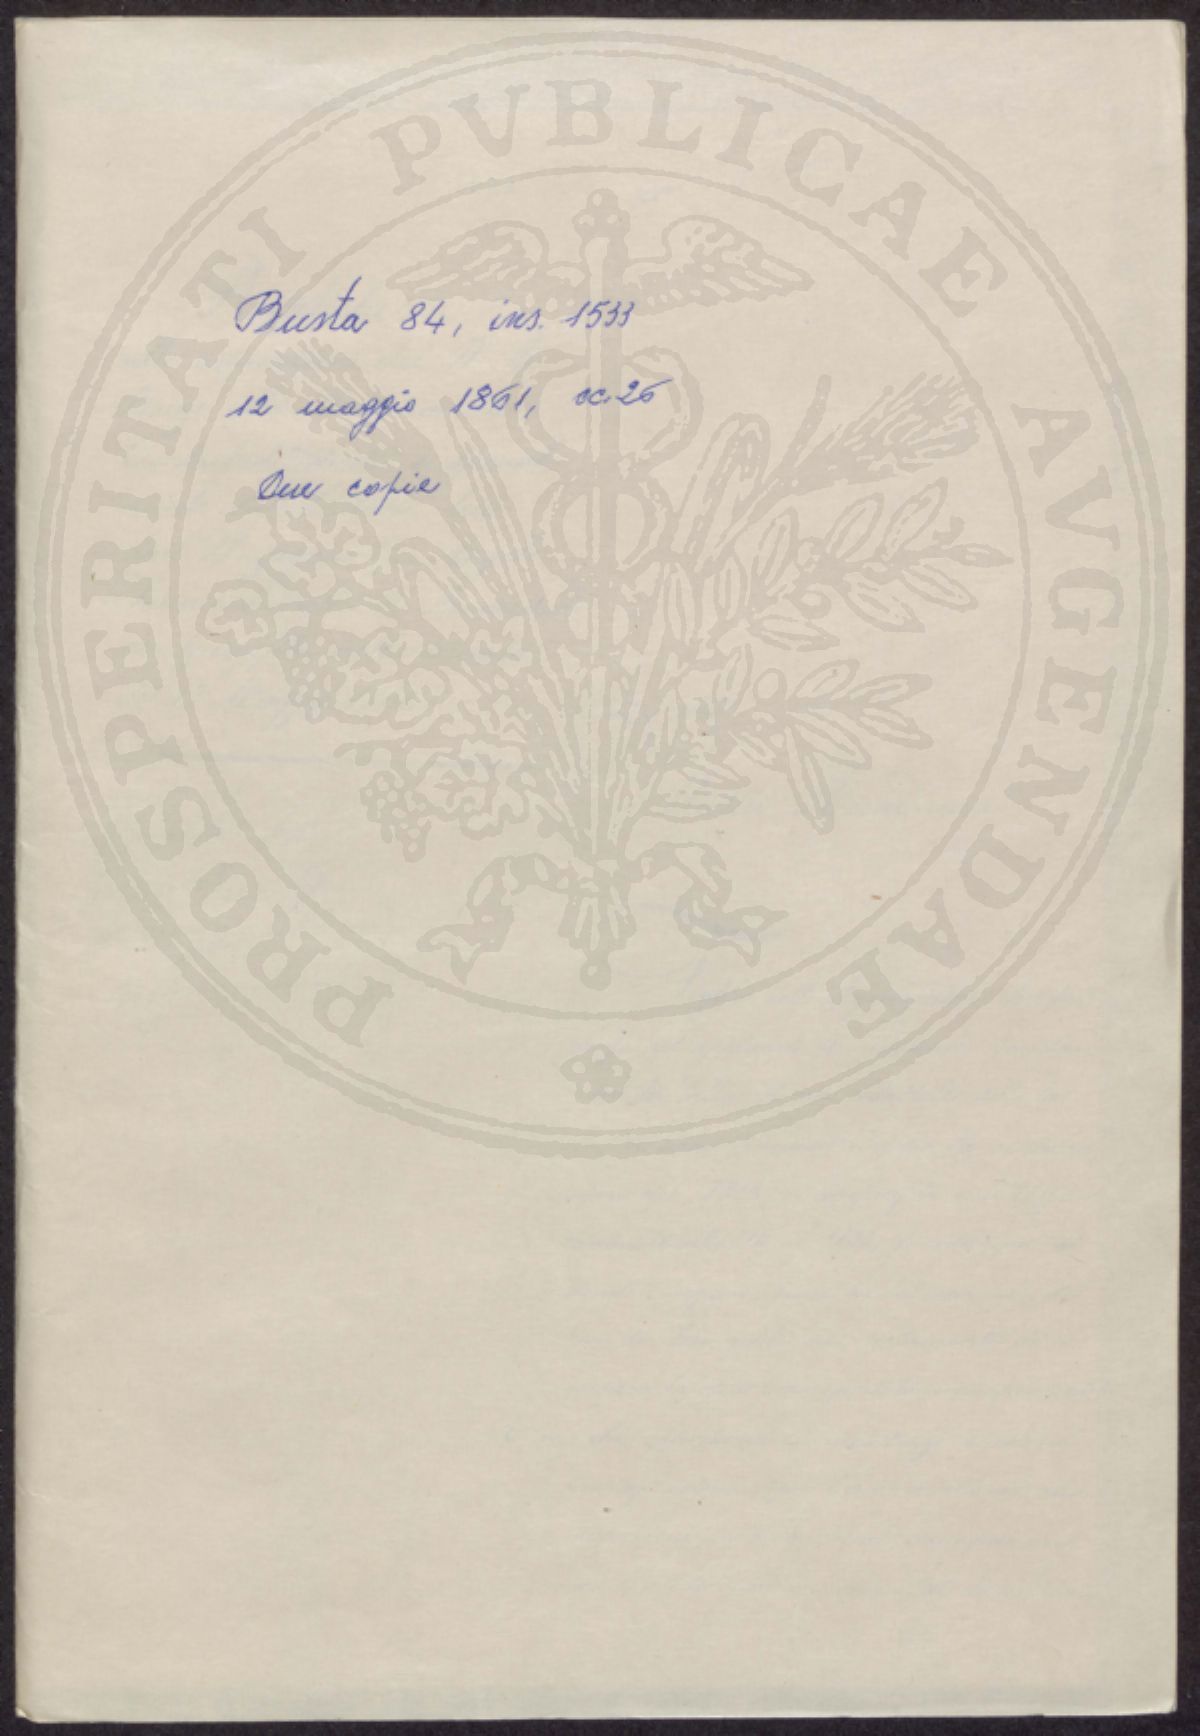 Busta 84, ins. 1533
12 maggio 1861, cc. 26
Due copie
PROSPERITATI PVBLICAE AVGENDAE